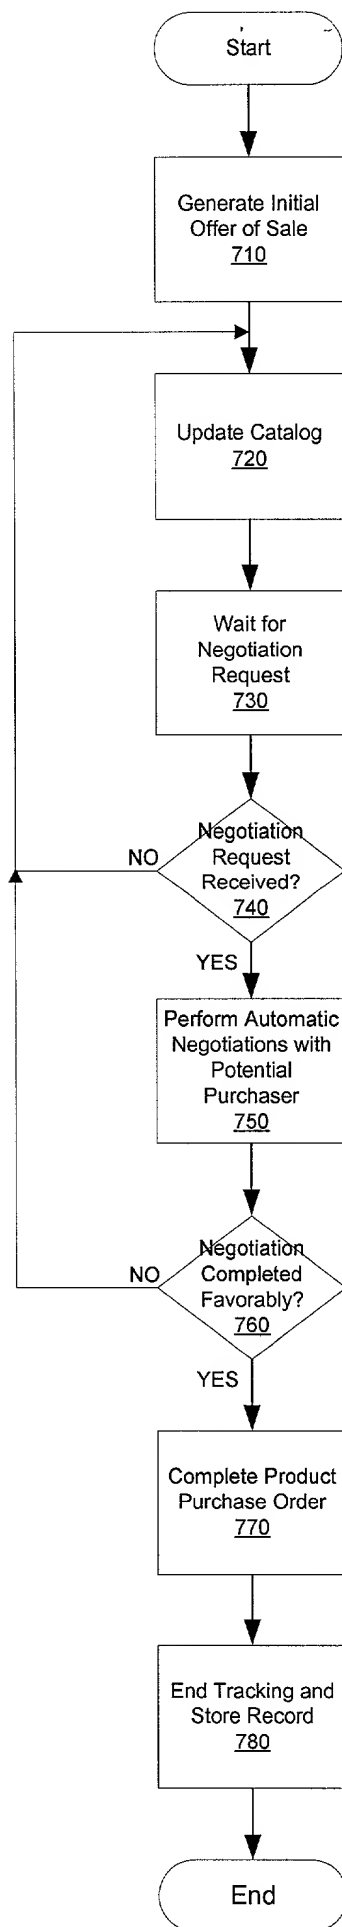 Start
Generate Initial
Offer of Sale
710
Update Catalog
720
Wait for
Negotiation
Request
730
Negotiation
Request
Received?
740
NO
YES
Perform Automatic
Negotiations with
Potential
Purchaser
750
Negotiation
Completed
Favorably?
760
NO
YES
Complete Product
Purchase Order
770
End Tracking and
Store Record
780
End